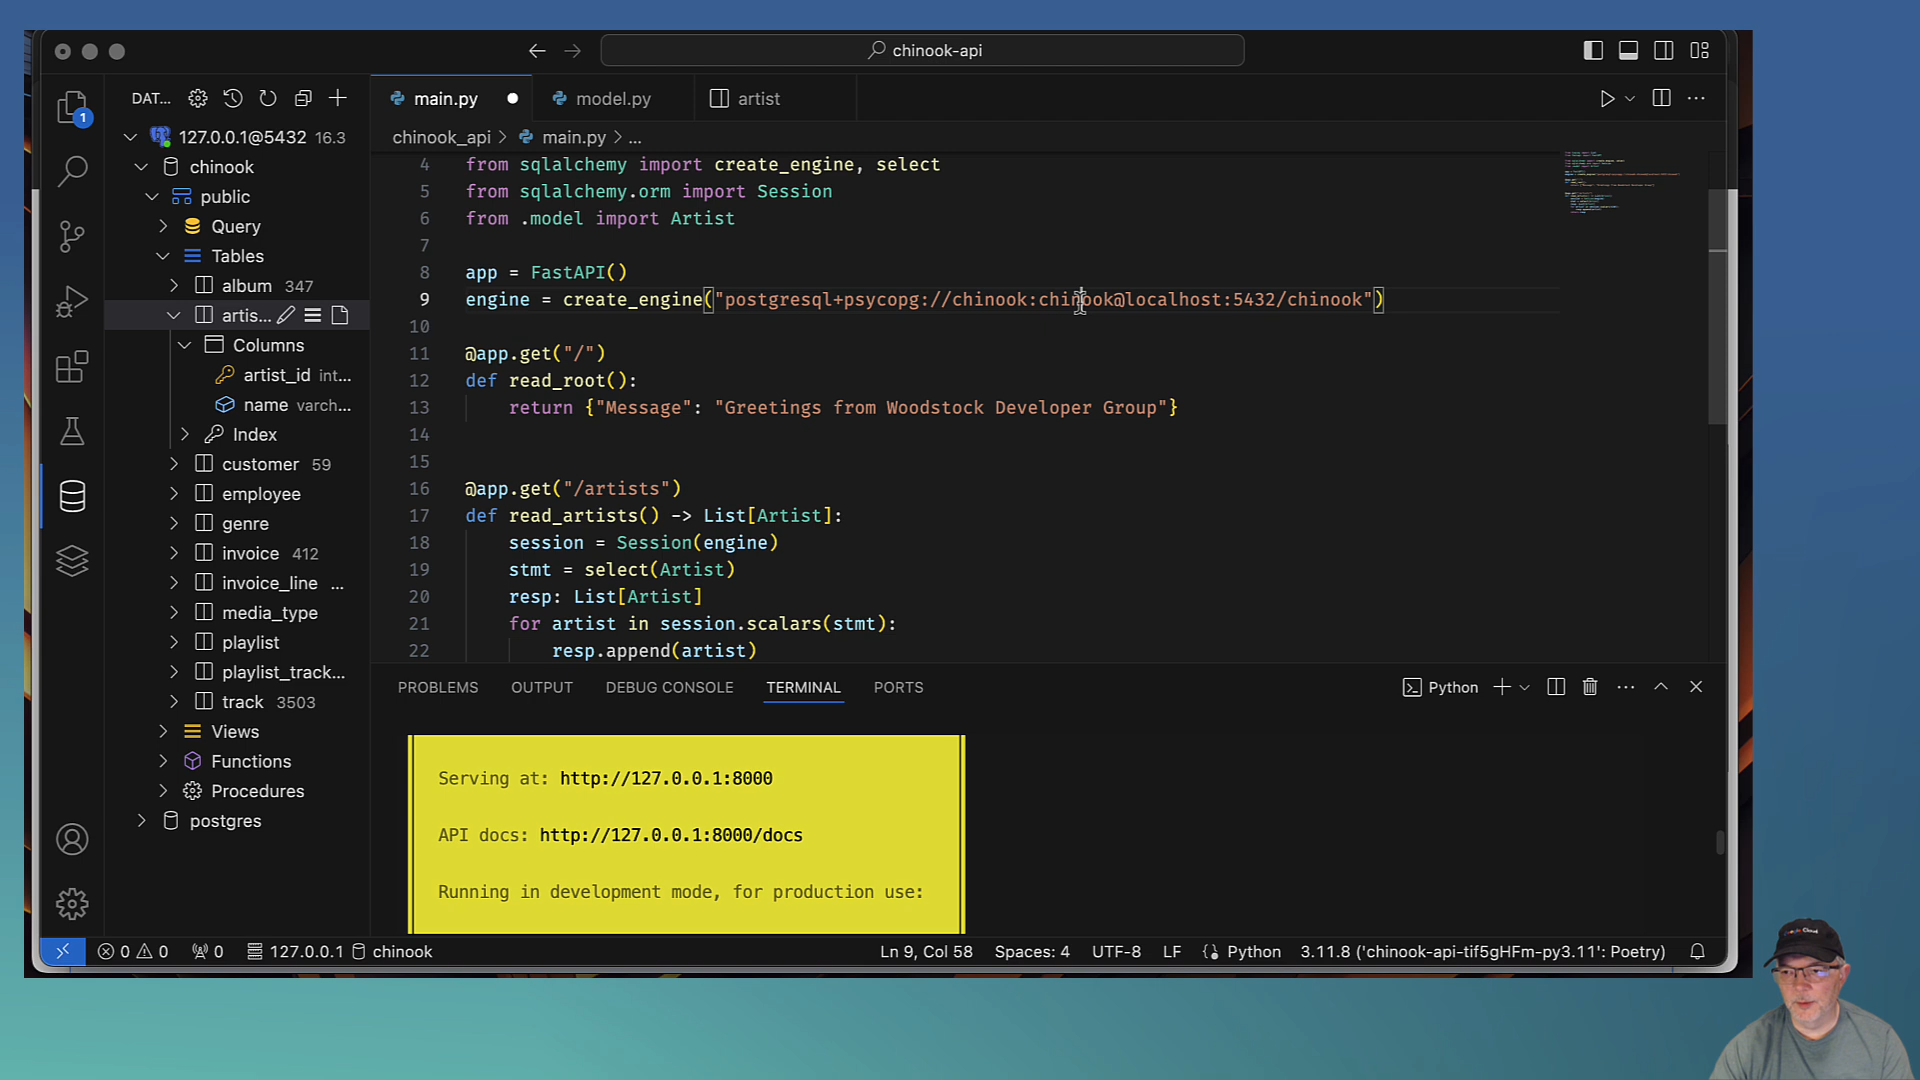 chinook-api
DAT...
main.py
model.py
artist
1
127.0.0.1@5432 16.3
chinook
public
Query
Tables
album 347
artis...
Columns
artist_id int...
name varch...
Index
customer 59
employee
genre
invoice 412
invoice_line ...
media_type
playlist
playlist_track...
track 3503
Views
Functions
Procedures
postgres
chinook_api > main.py > ...
4 from sqlalchemy import create_engine, select
5 from sqlalchemy.orm import Session
6 from .model import Artist
7
8 app = FastAPI()
9 engine = create_engine("postgresql+psycopg://chinook:chinook@localhost:5432/chinook")
10
11 @app.get("/")
12 def read_root():
13 return {"Message": "Greetings from Woodstock Developer Group"}
14
15
16 @app.get("/artists")
17 def read_artists() -> List[Artist]:
18 session = Session(engine)
19 stmt = select(Artist)
20 resp: List[Artist]
21 for artist in session.scalars(stmt):
22 resp.append(artist)
PROBLEMS OUTPUT DEBUG CONSOLE TERMINAL PORTS
Python
Serving at: http://127.0.0.1:8000
API docs: http://127.0.0.1:8000/docs
Running in development mode, for production use:
0 0 0 127.0.0.1 chinook
Ln 9, Col 58 Spaces: 4 UTF-8 LF Python 3.11.8 ('chinook-api-tif5gHFm-py3.11': Poetry)